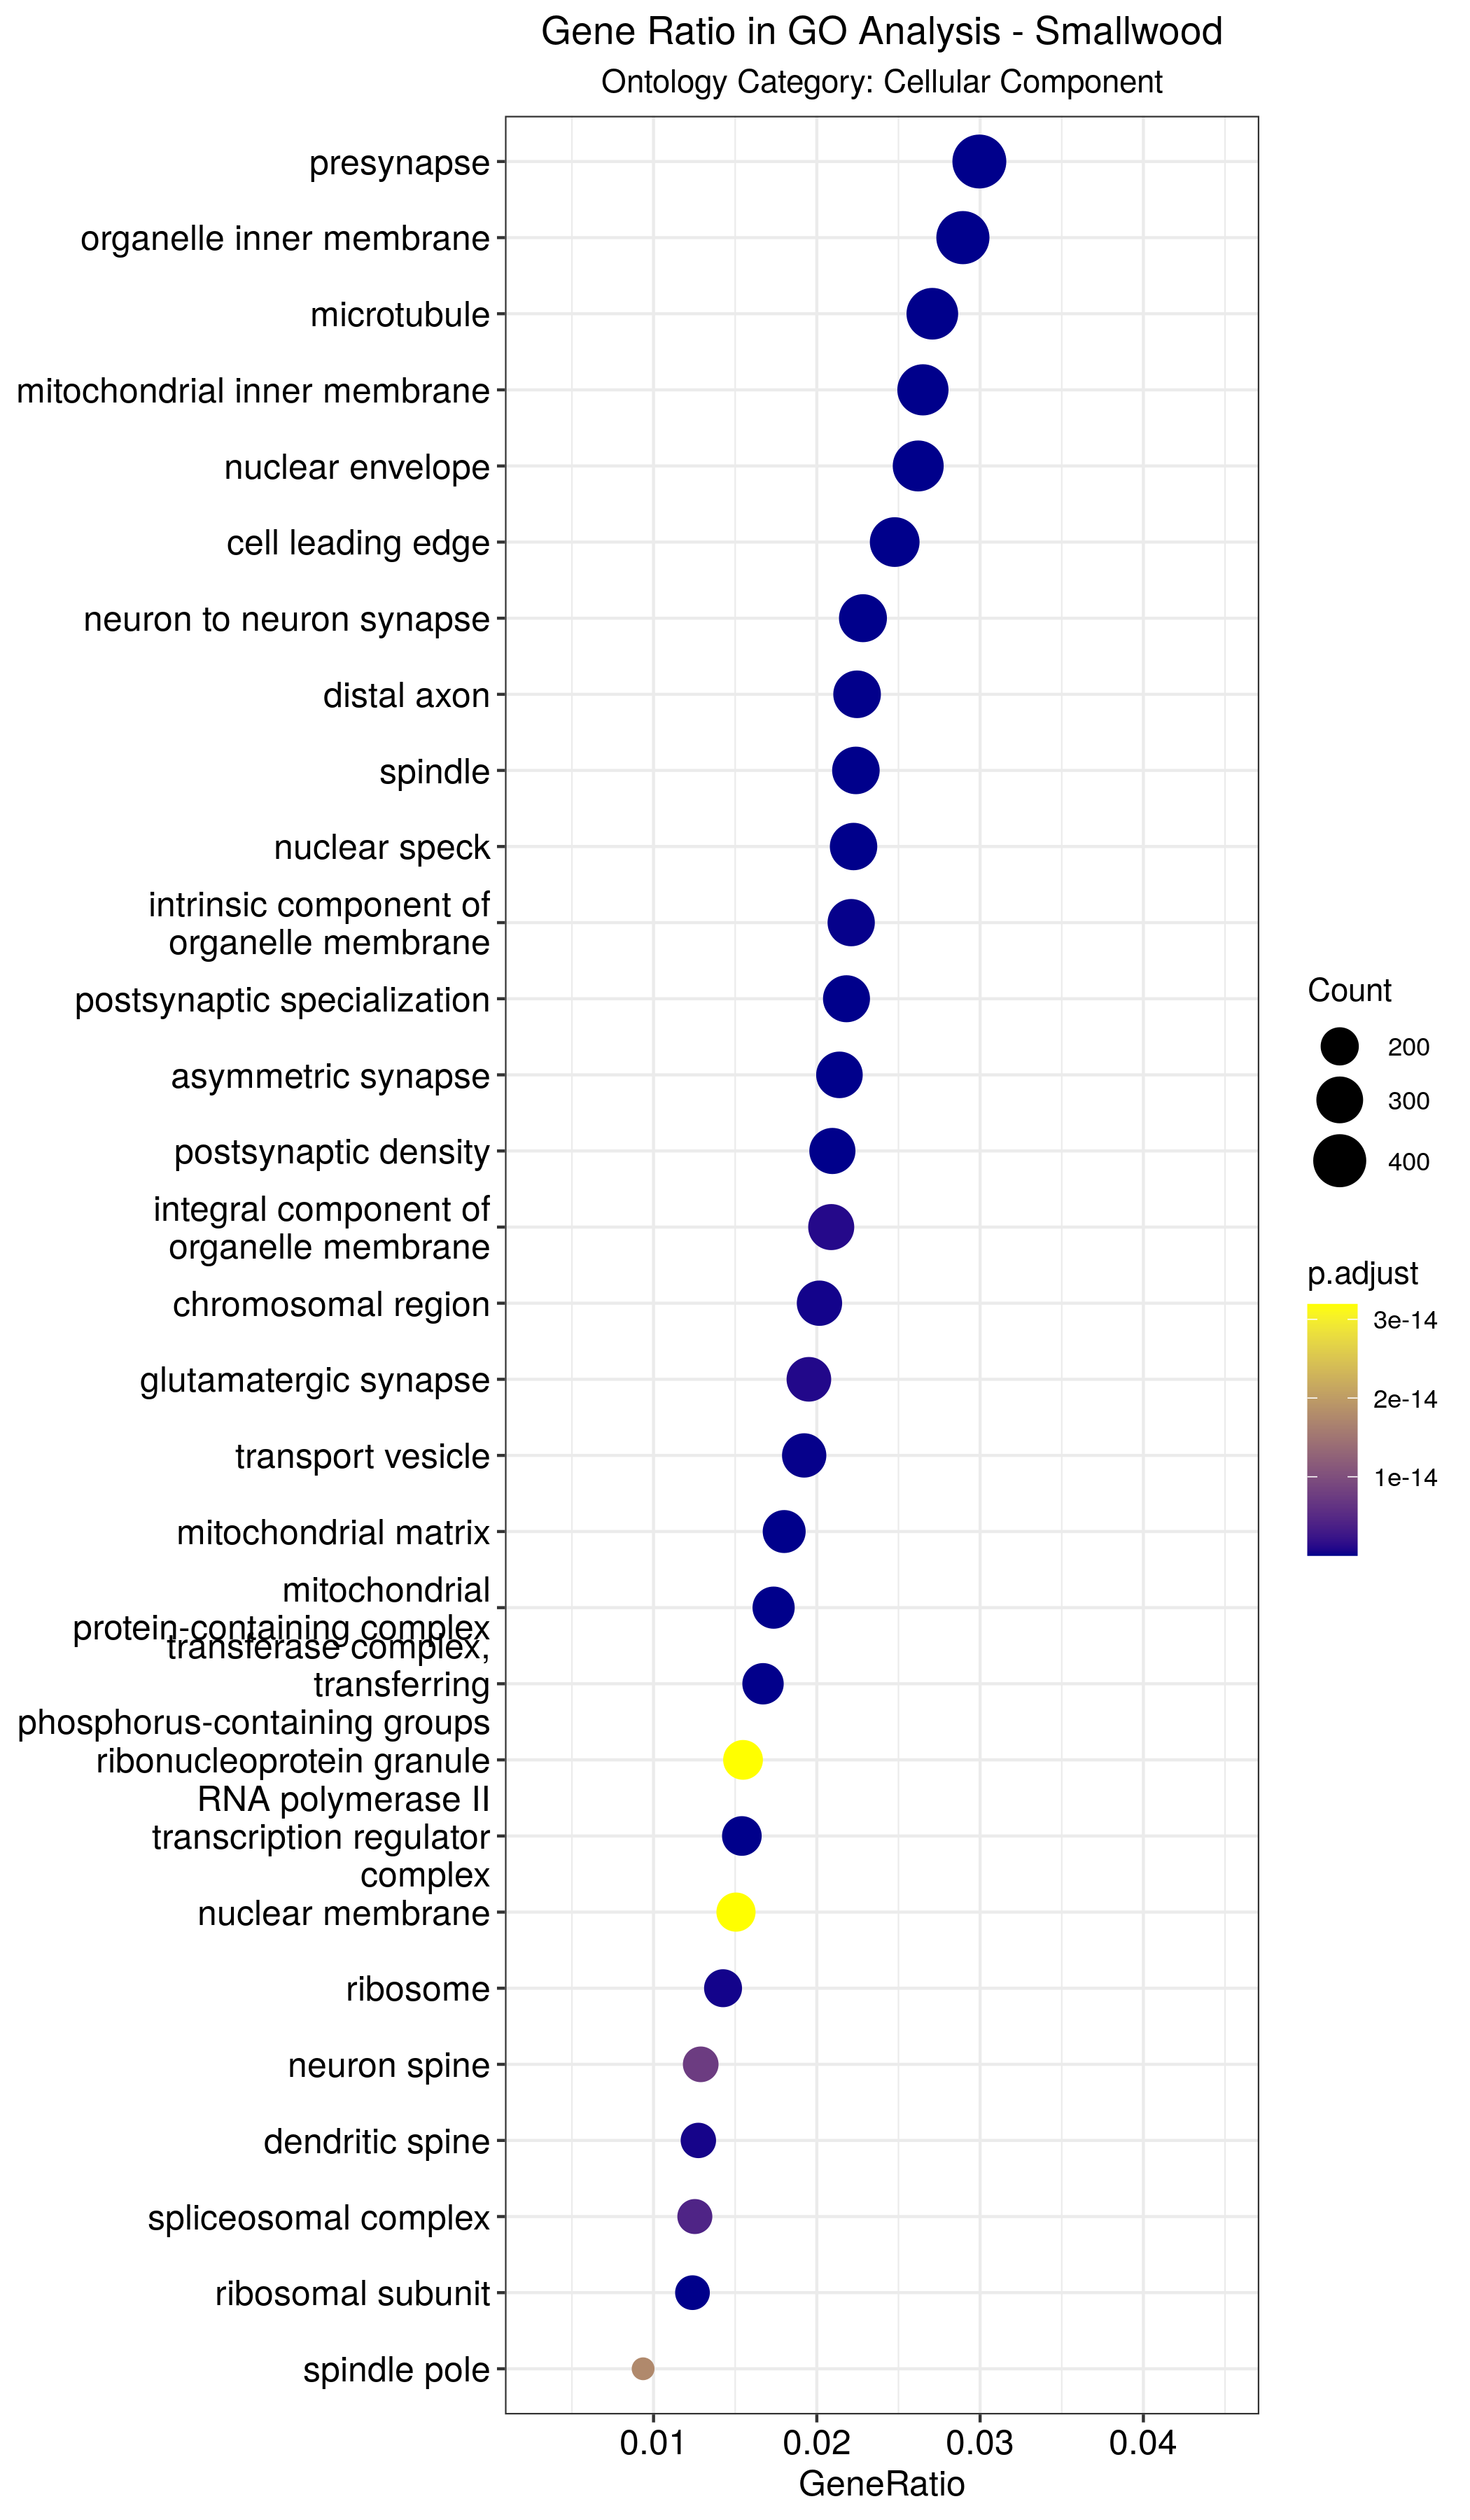 Gene Ratio in GO Analysis - Smallwood
Ontology Category: Cellular Component
presynapse
organelle inner membrane
microtubule
mitochondrial inner membrane
nuclear envelope
cell leading edge
neuron to neuron synapse
distal axon
spindle
nuclear speck
intrinsic component of
organelle membrane
postsynaptic specialization
asymmetric synapse
postsynaptic density
integral component of
organelle membrane
chromosomal region
glutamatergic synapse
transport vesicle
mitochondrial matrix
mitochondrial
protein-containing complex
transferase complex,
transferring
phosphorus-containing groups
ribonucleoprotein granule
RNA polymerase II
transcription regulator
complex
nuclear membrane
ribosome
neuron spine
dendritic spine
spliceosomal complex
ribosomal subunit
spindle pole
0.01 0.02 0.03 0.04
GeneRatio
Count
200
300
400
p.adjust
3e-14
2e-14
1e-14